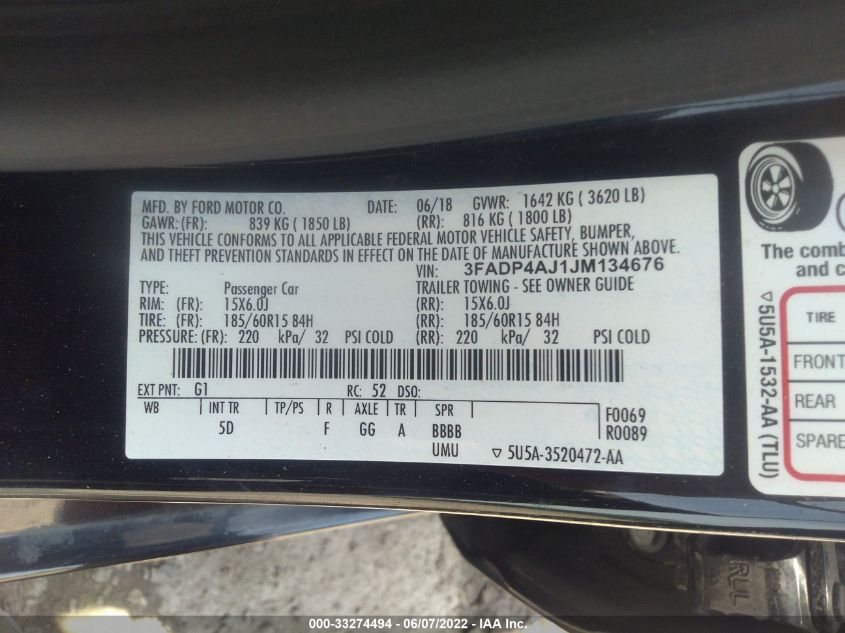 MFD. BY FORD MOTOR CO. DATE: 06/18 GVWR: 1642 KG ( 3620 LB)
GAWR: (FR): 839 KG ( 1850 LB) (RR): 816 KG ( 1800 LB)
THIS VEHICLE CONFORMS TO ALL APPLICABLE FEDERAL MOTOR VEHICLE SAFETY, BUMPER,
AND THEFT PREVENTION STANDARDS IN EFFECT ON THE DATE OF MANUFACTURE SHOWN ABOVE.
VIN: 3FADP4AJ1JM134676
TYPE: Passenger Car TRAILER TOWING - SEE OWNER GUIDE
RIM: (FR): 15X6.0J (RR): 15X6.0J
TIRE: (FR): 185/60R15 84H (RR): 185/60R15 84H
PRESSURE: (FR): 220 kPa/ 32 PSI COLD (RR): 220 kPa/ 32 PSI COLD
EXT PNT: G1 RC: 52 DSO:
WB INT TR TP/PS R AXLE TR SPR F0069
5D F GG A BBBB R0089
UMU ▽ 5U5A-3520472-AA
The comb
and c
▽ 5U5A-1532-AA (TLU)
TIRE
FRONT
REAR
SPARE
RLL
000-33274494 - 06/07/2022 - IAA Inc.